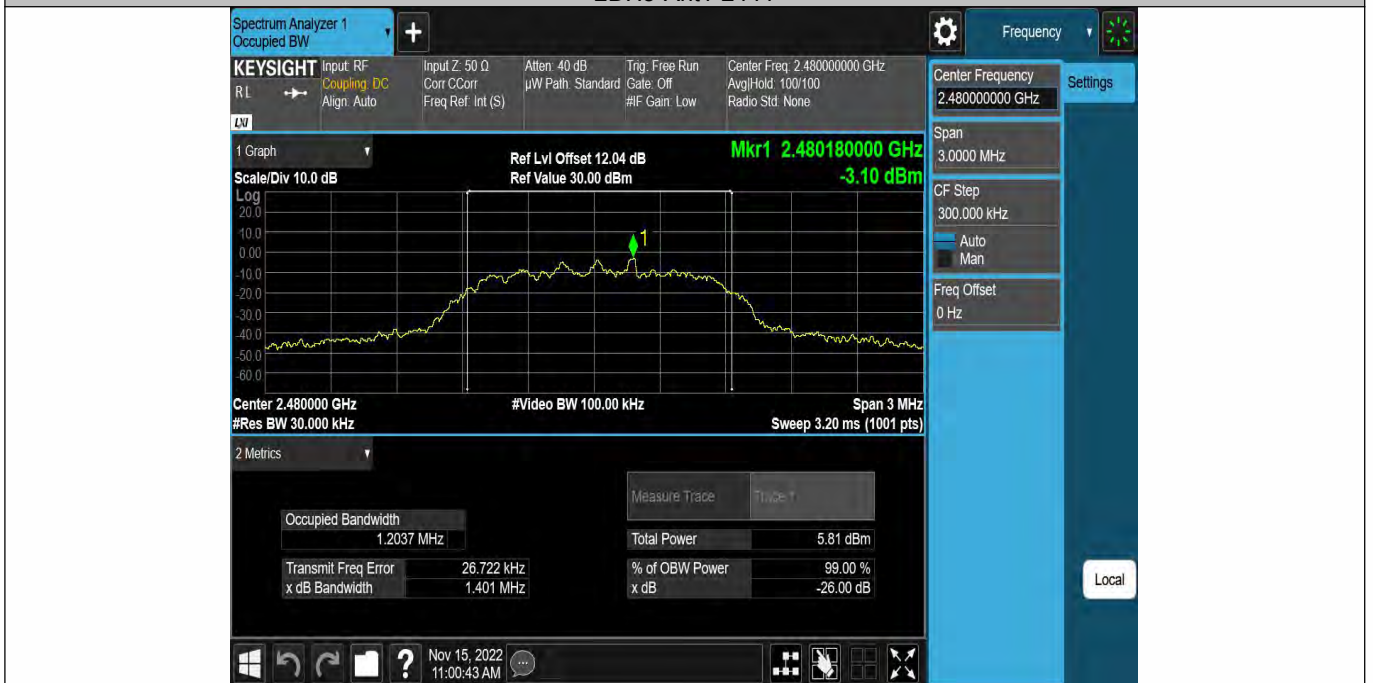 Spectrum Analyzer 1
Occupied BW
+
Frequency
KEYSIGHT
RL
LXI
Input: RF
Coupling: DC
Align: Auto
Input Z: 50 Ω
Corr CCorr
Freq Ref: Int (S)
Atten: 40 dB
µW Path: Standard
Trig: Free Run
Gate: Off
#IF Gain: Low
Center Freq: 2.480000000 GHz
Avg|Hold: 100/100
Radio Std: None
Center Frequency
2.480000000 GHz
Settings
Span
3.0000 MHz
CF Step
300.000 kHz
Auto
Man
Freq Offset
0 Hz
Local
1 Graph
Scale/Div 10.0 dB
Ref Lvl Offset 12.04 dB
Ref Value 30.00 dBm
Mkr1 2.480180000 GHz
-3.10 dBm
Log
20.0
10.0
0.00
-10.0
-20.0
-30.0
-40.0
-50.0
-60.0
1
Center 2.480000 GHz
#Res BW 30.000 kHz
#Video BW 100.00 kHz
Span 3 MHz
Sweep 3.20 ms (1001 pts)
2 Metrics
Measure Trace Trace 1
Occupied Bandwidth
1.2037 MHz
Total Power 5.81 dBm
Transmit Freq Error 26.722 kHz
% of OBW Power 99.00 %
x dB Bandwidth 1.401 MHz
x dB -26.00 dB
?
Nov 15, 2022
11:00:43 AM